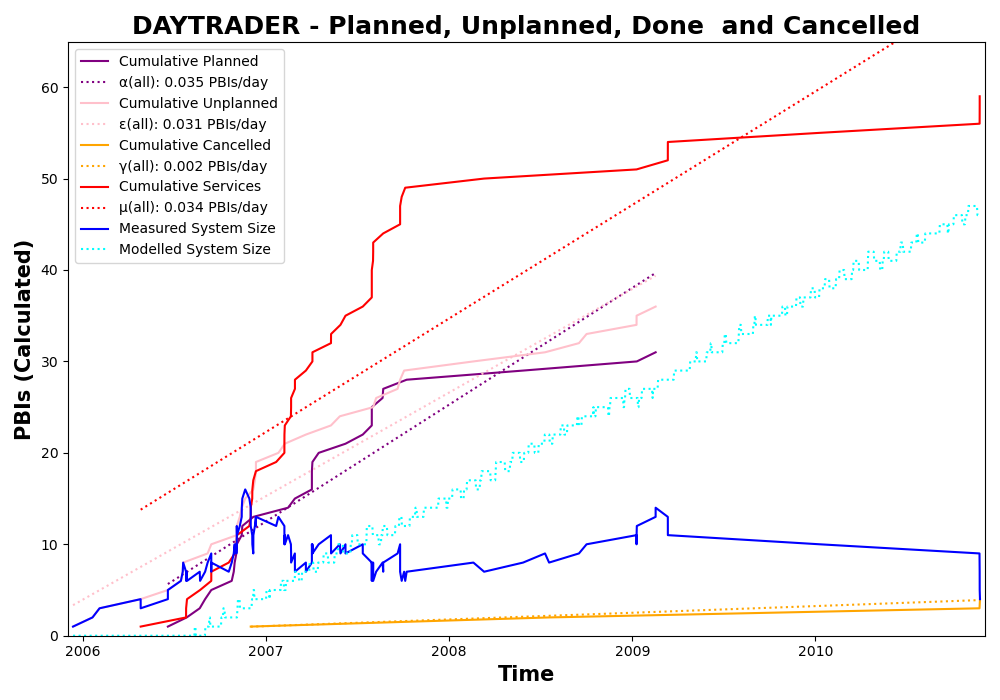 DAYTRADER - Planned, Unplanned, Done  and Cancelled
Cumulative Planned
α(all): 0.035 PBIs/day
Cumulative Unplanned
ε(all): 0.031 PBIs/day
Cumulative Cancelled
γ(all): 0.002 PBIs/day
Cumulative Services
μ(all): 0.034 PBIs/day
Measured System Size
Modelled System Size
PBIs (Calculated)
60
50
40
30
20
10
0
2006 2007 2008 2009 2010
Time